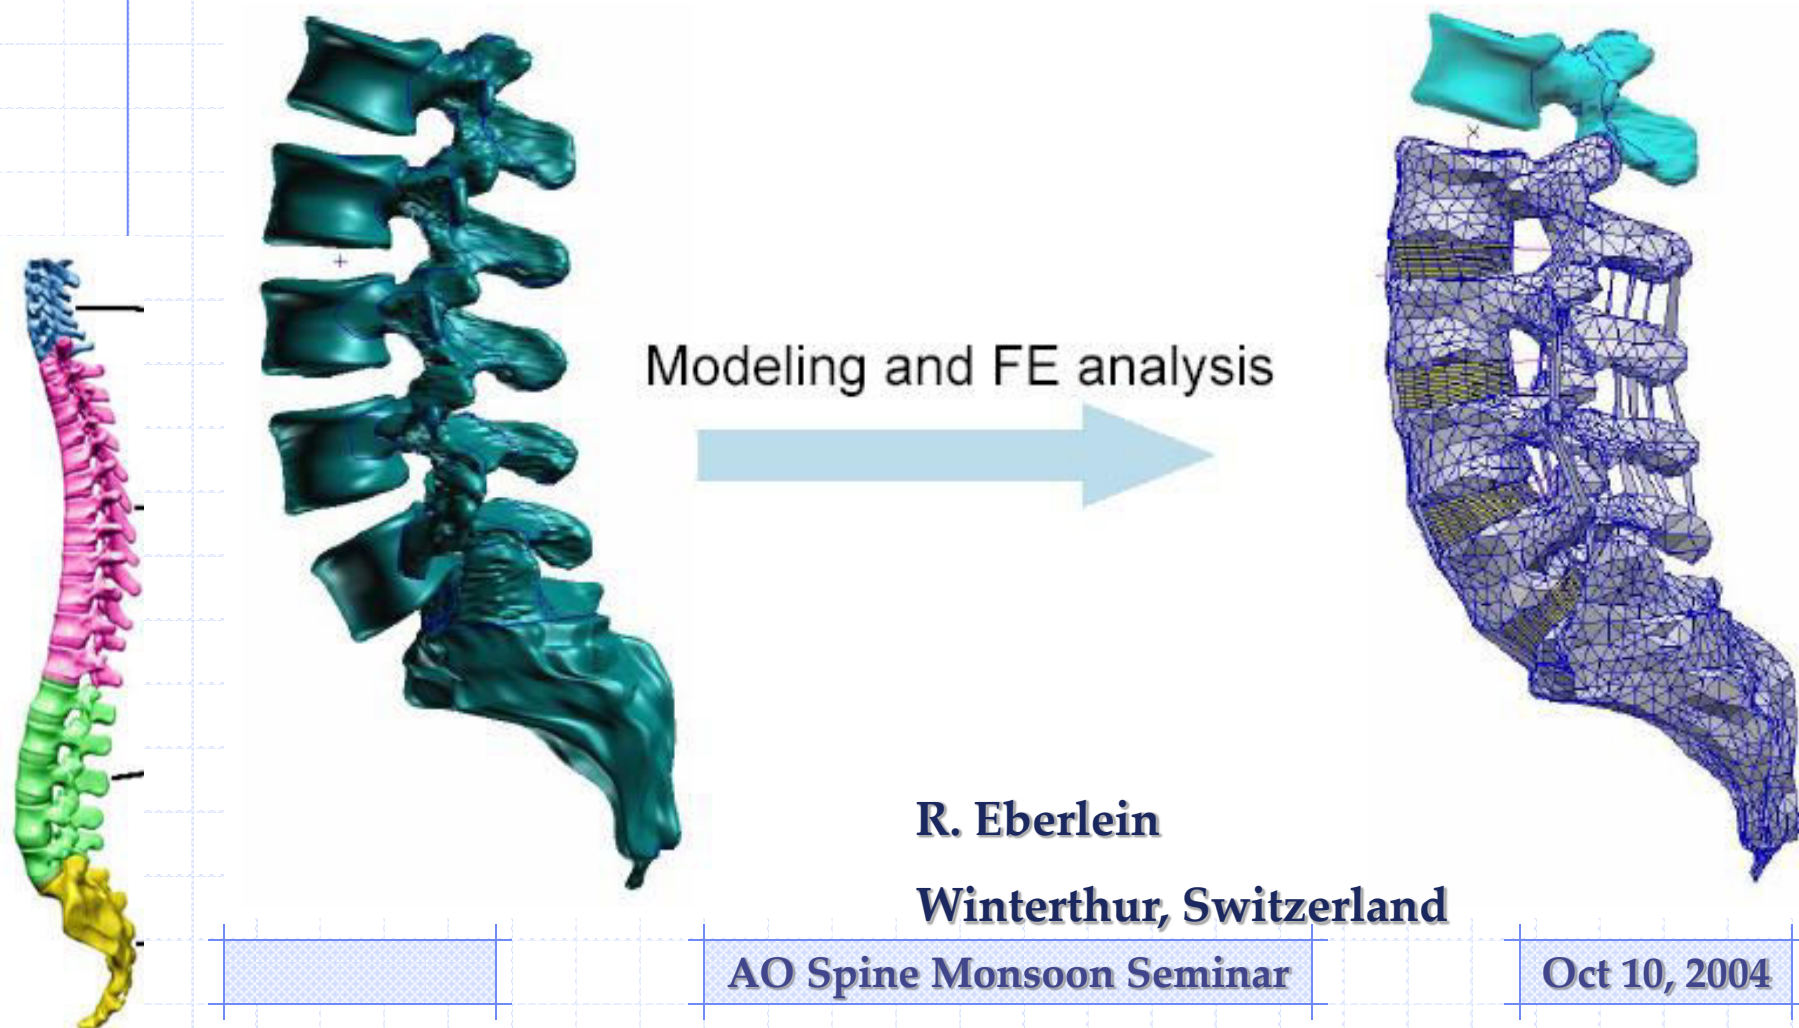 Modeling and FE analysis
R. Eberlein
Winterthur, Switzerland
AO Spine Monsoon Seminar
Oct 10, 2004